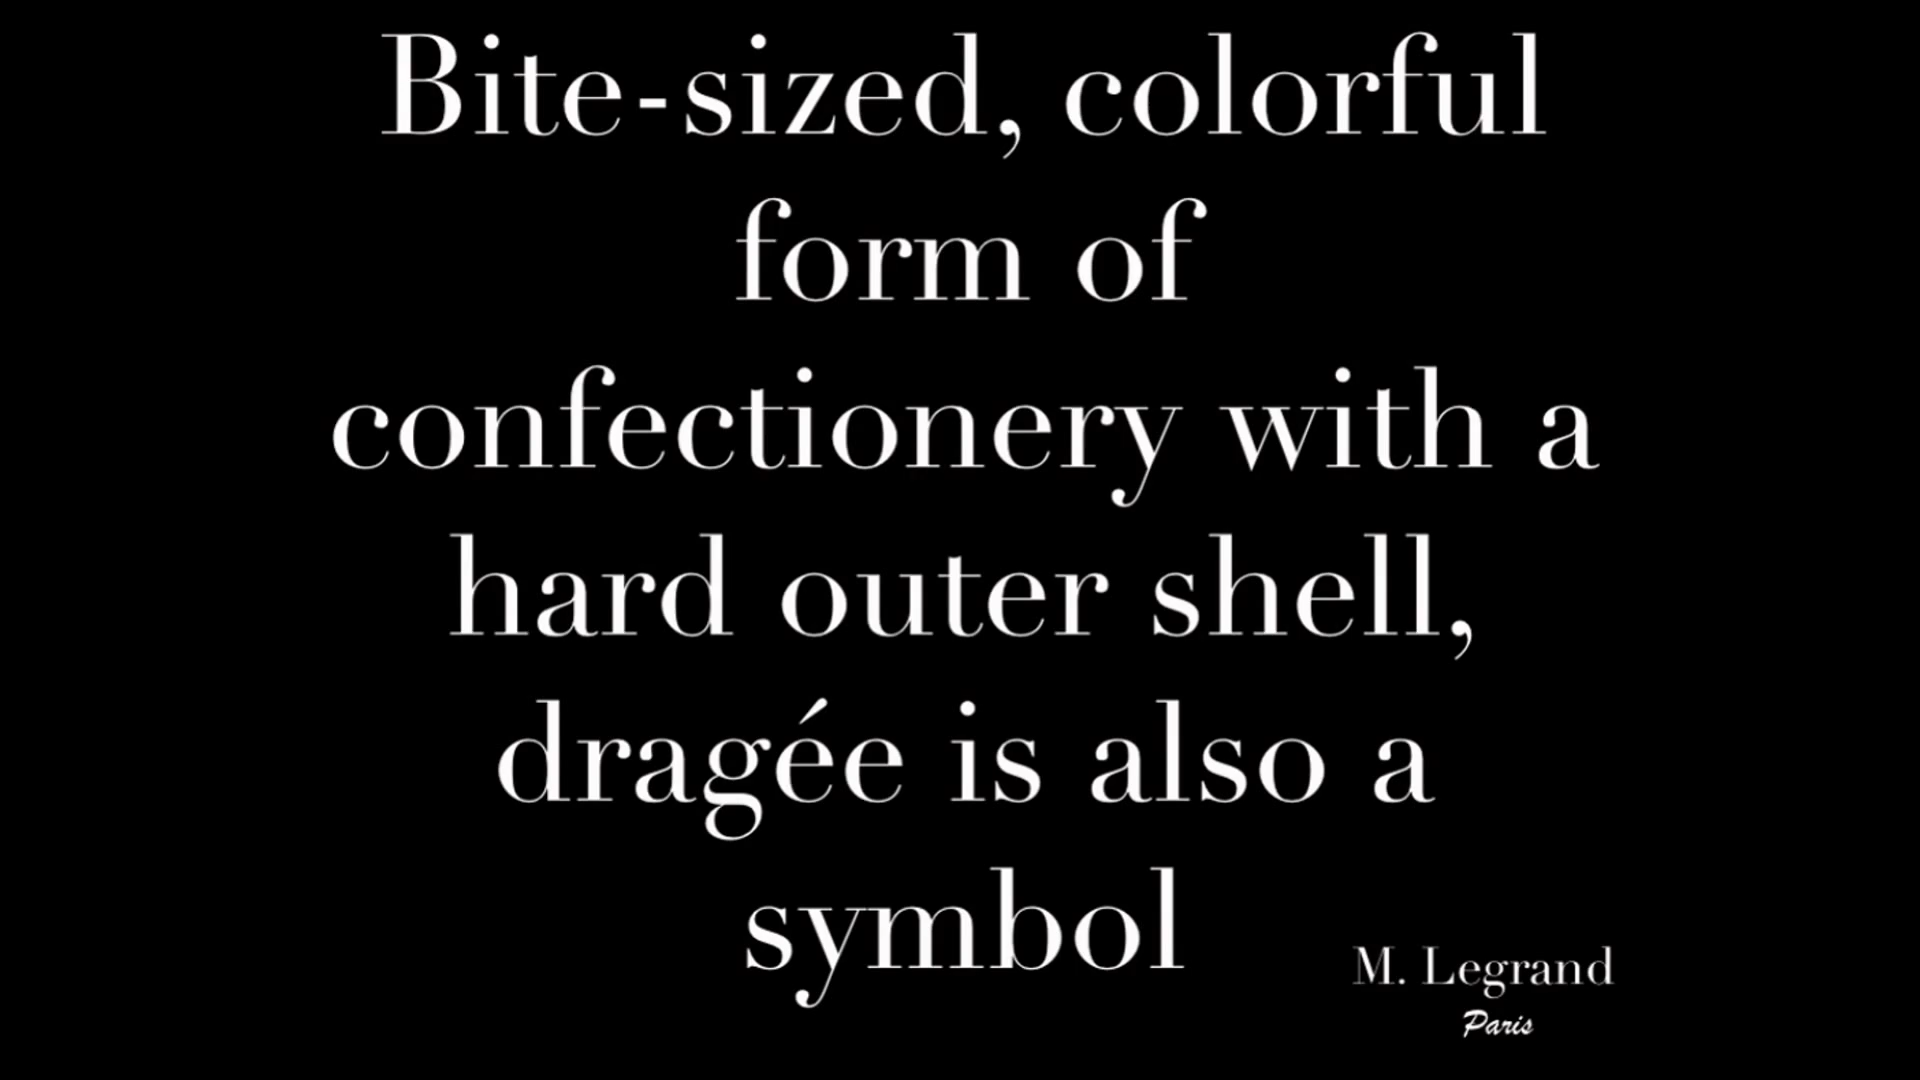 Bite-sized, colorful
form of
confectionery with a
hard outer shell,
dragée is also a
symbol
M. Legrand
Paris